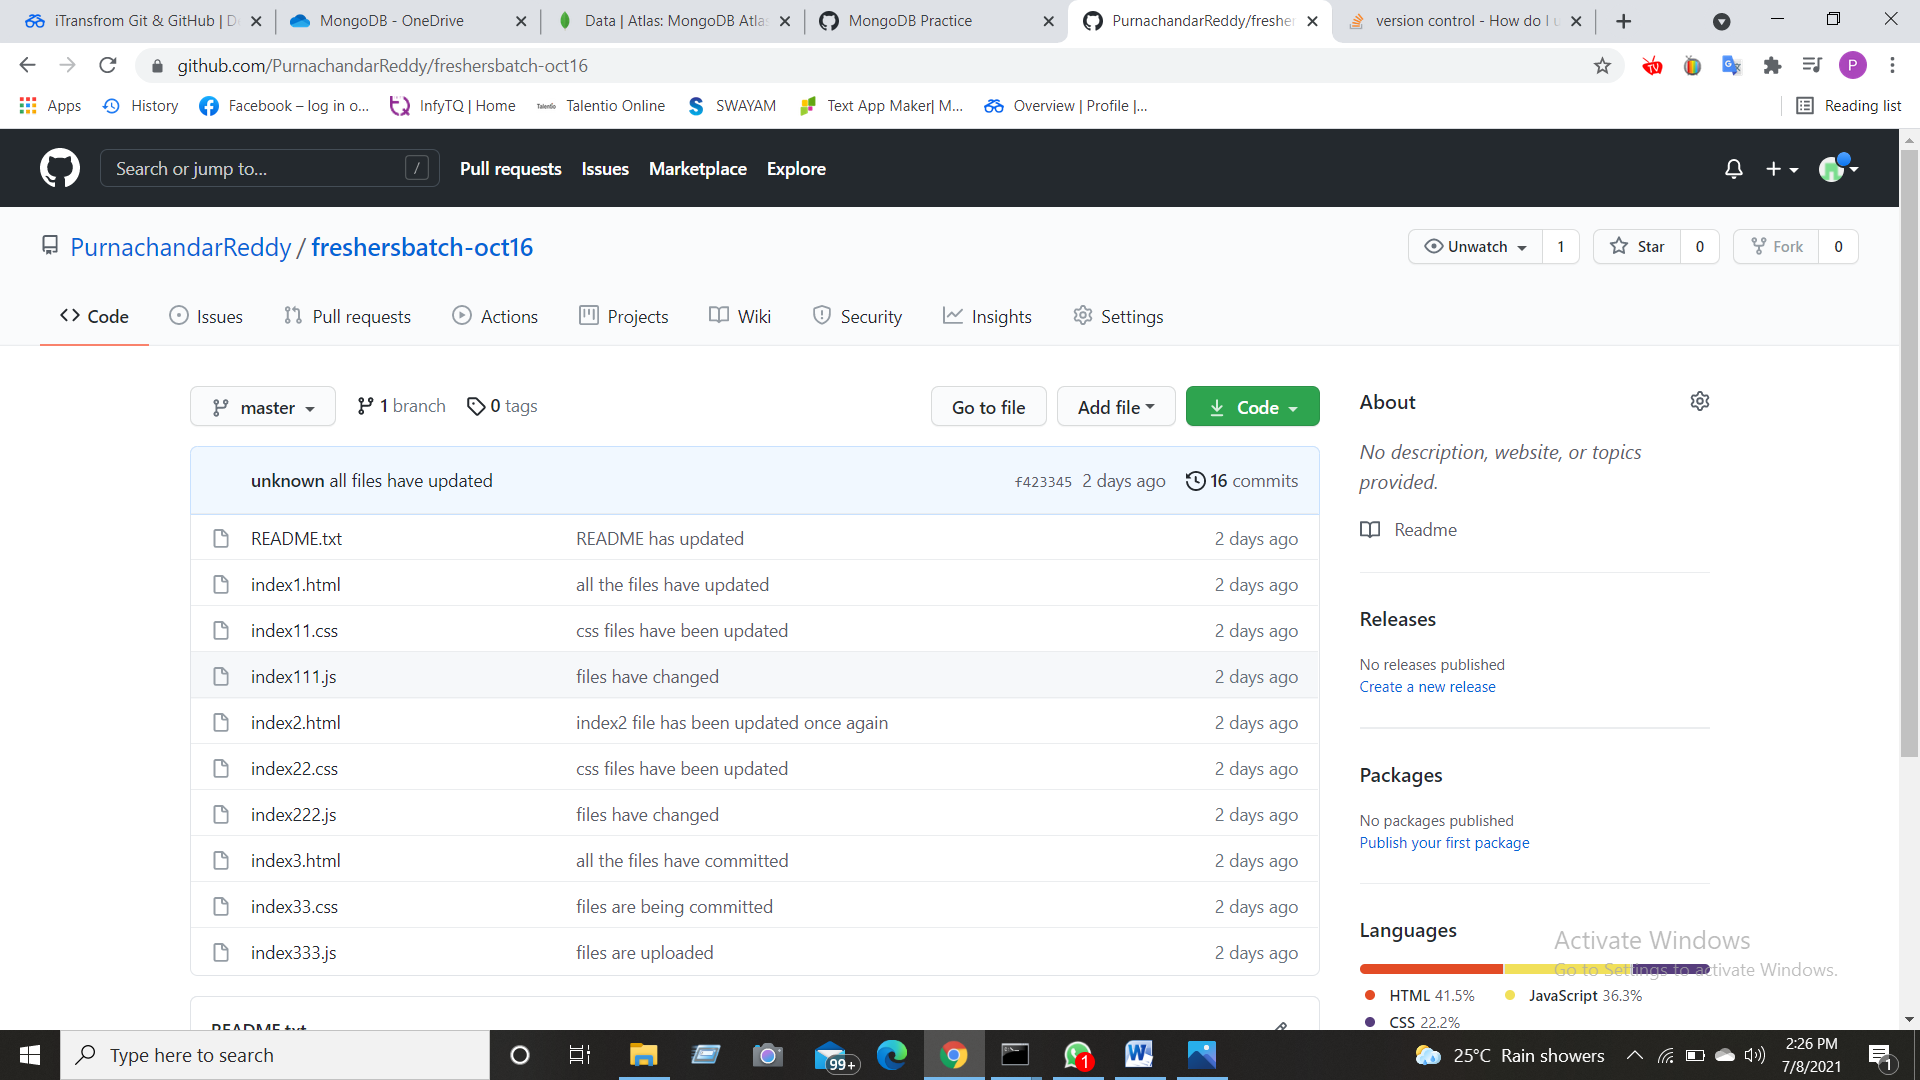 iTransfrom Git & GitHub | D
MongoDB - OneDrive
Data | Atlas: MongoDB Atla
MongoDB Practice
PurnachandarReddy/fresher
version control - How do I u
github.com/PurnachandarReddy/freshersbatch-oct16
P
Apps
History
Facebook – log in o...
InfyTQ | Home
Talentio Online
SWAYAM
Text App Maker| M...
Overview | Profile |...
Reading list
Search or jump to...
/
Pull requests
Issues
Marketplace
Explore
PurnachandarReddy / freshersbatch-oct16
Unwatch 1
Star 0
Fork 0
Code
Issues
Pull requests
Actions
Projects
Wiki
Security
Insights
Settings
master
1 branch
0 tags
Go to file
Add file
Code
unknown all files have updated f423345 2 days ago 16 commits
README.txt README has updated 2 days ago
index1.html all the files have updated 2 days ago
index11.css css files have been updated 2 days ago
index111.js files have changed 2 days ago
index2.html index2 file has been updated once again 2 days ago
index22.css css files have been updated 2 days ago
index222.js files have changed 2 days ago
index3.html all the files have committed 2 days ago
index33.css files are being committed 2 days ago
index333.js files are uploaded 2 days ago
README.txt
About
No description, website, or topics
provided.
Readme
Releases
No releases published
Create a new release
Packages
No packages published
Publish your first package
Languages
HTML 41.5% JavaScript 36.3%
CSS 22.2%
Activate Windows
Go to Settings to activate Windows.
Type here to search
99+
1
25°C Rain showers
2:26 PM
7/8/2021
1